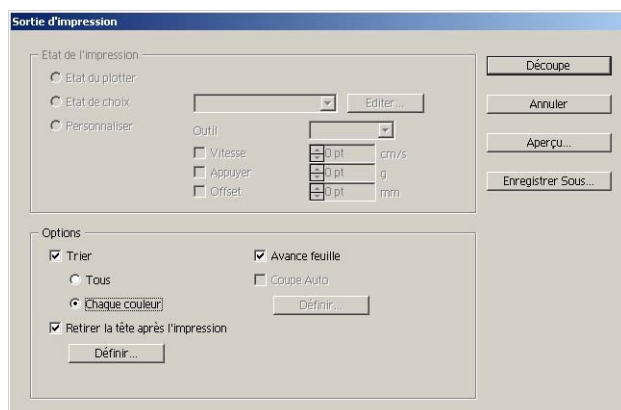 Sortie d'impression
Etat de l'impression
Etat du plotter
Etat de choix
Editer...
Personnaliser
Outil
Vitesse
0 pt
cm/s
Appuyer
0 pt
g
Offset
0 pt
mm
Découpe
Annuler
Aperçu...
Enregistrer Sous...
Options
Trier
Avance feuille
Tous
Coupe Auto
Chaque couleur
Définir...
Retirer la tête après l'impression
Définir...